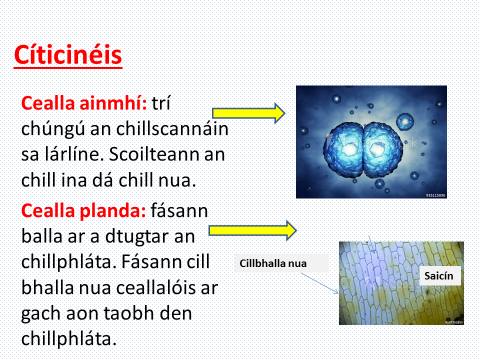 Cíticinéis
Cealla ainmhí: trí
chúngú an chillscannáin
sa lárlíne. Scoilteann an
chill ina dá chill nua.
Cealla planda: fásann
balla ar a dtugtar an
chillphláta. Fásann cill
bhalla nua ceallalóis ar
gach aon taobh den
chillphláta.
Cillbhalla nua
Saicín